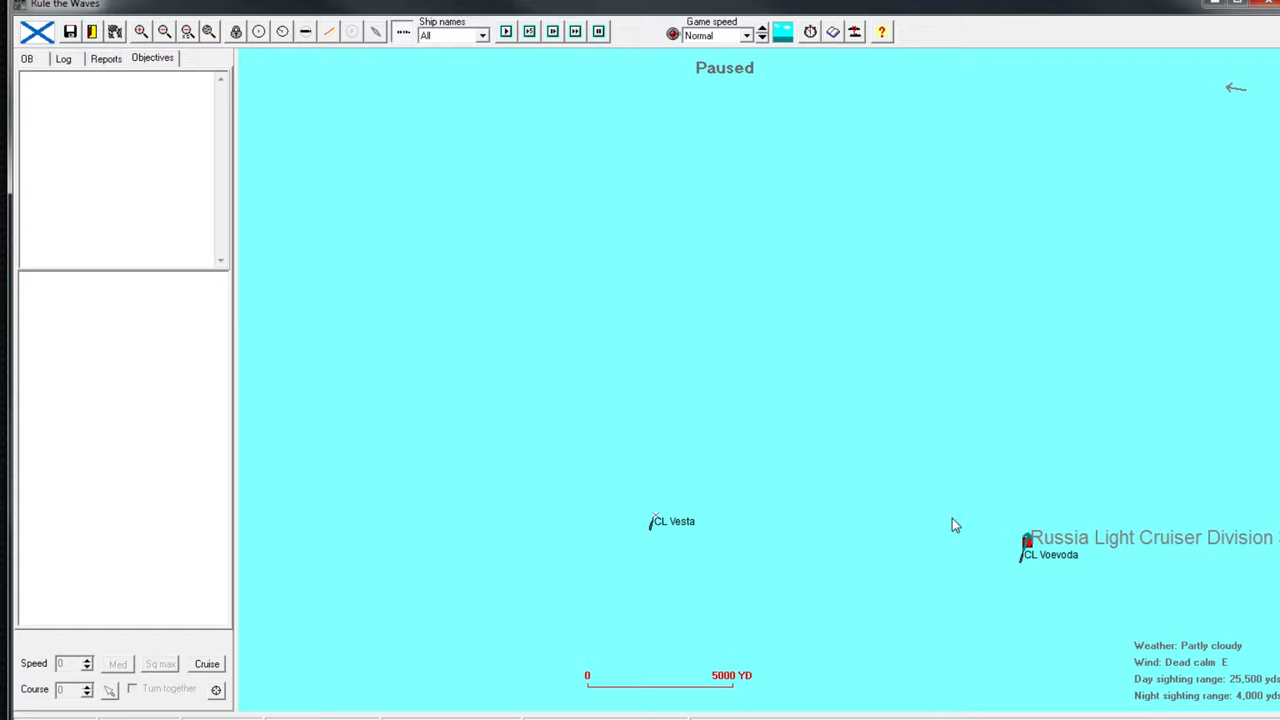 Rule the Waves
Ship names
All
Game speed
Normal
OB Log Reports Objectives
Paused
CL Vesta
Russia Light Cruiser Division
CL Voevoda
Speed 0 Med Sq max Cruise
Course 0 Turn together
0 5000 YD
Weather: Partly cloudy
Wind: Dead calm E
Day sighting range: 25,500 yds
Night sighting range: 4,000 yds